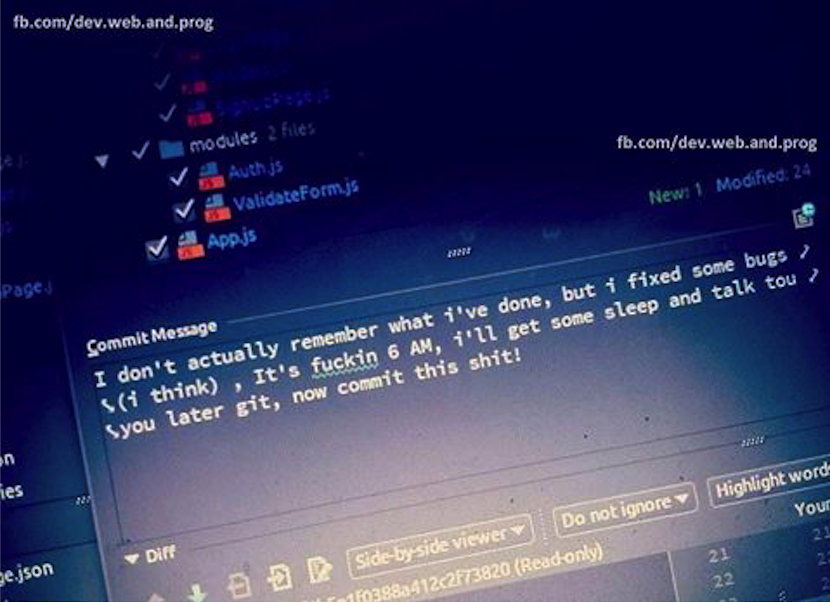 fb.com/dev.web.and.prog
SignupPage.js
modules 2 files
fb.com/dev.web.and.prog
Auth.js
ValidateForm.js
New: 1 Modified: 24
App.js
Page.j
Commit Message
I don't actually remember what i've done, but i fixed some bugs
(i think) , It's fuckin 6 AM, i'll get some sleep and talk tou
you later git, now commit this shit!
on
ies
Diff
Side-by-side viewer
Do not ignore
Highlight words
ge.json
1f0388a412c2f73820 (Read-only)
Your
21
21
22